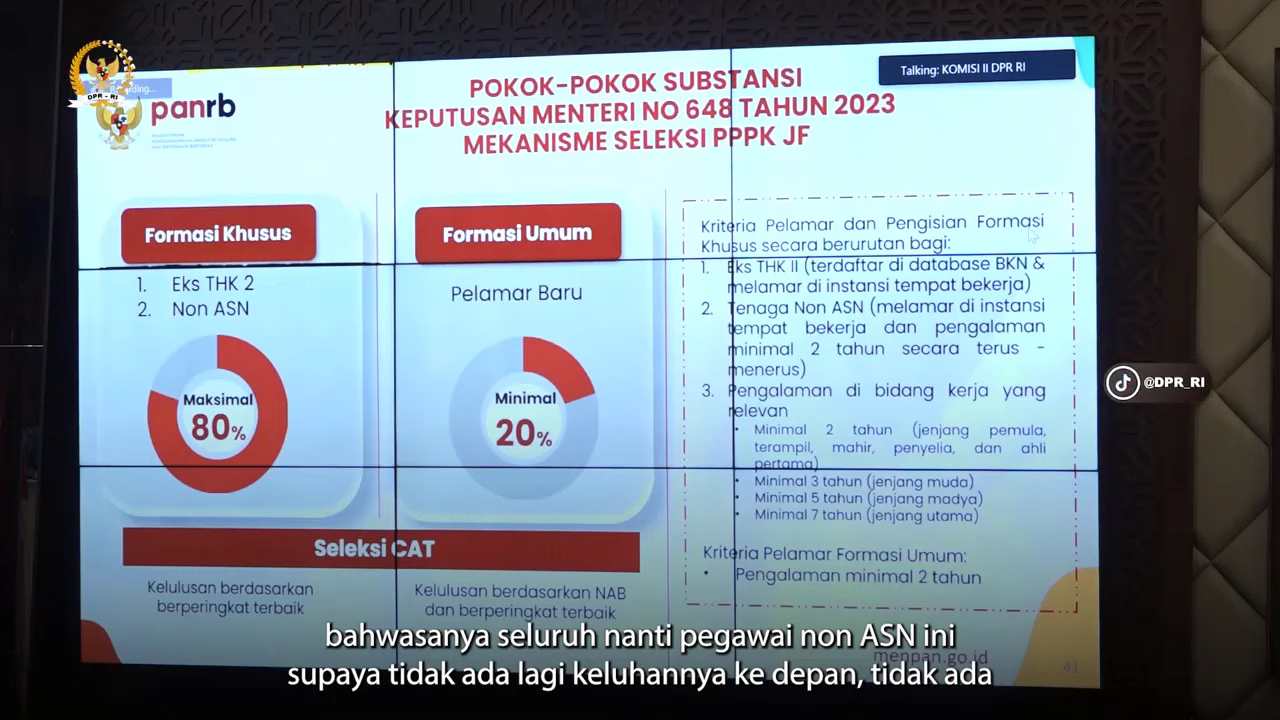 DPR - RI
panrb
POKOK-POKOK SUBSTANSI
KEPUTUSAN MENTERI NO 648 TAHUN 2023
MEKANISME SELEKSI PPPK JF
Talking: KOMISI II DPR RI
Formasi Khusus
1. Eks THK 2
2. Non ASN
Maksimal
80%
Formasi Umum
Pelamar Baru
Minimal
20%
Seleksi CAT
Kelulusan berdasarkan
berperingkat terbaik
Kelulusan berdasarkan NAB
dan berperingkat terbaik
Kriteria Pelamar dan Pengisian Formasi
Khusus secara berurutan bagi:
1. Eks THK II (terdaftar di database BKN &
melamar di instansi tempat bekerja)
2. Tenaga Non ASN (melamar di instansi
tempat bekerja dan pengalaman
minimal 2 tahun secara terus -
menerus)
3. Pengalaman di bidang kerja yang
relevan
• Minimal 2 tahun (jenjang pemula,
terampil, mahir, penyelia, dan ahli
pertama)
• Minimal 3 tahun (jenjang muda)
• Minimal 5 tahun (jenjang madya)
• Minimal 7 tahun (jenjang utama)
Kriteria Pelamar Formasi Umum:
• Pengalaman minimal 2 tahun
menpan.go.id
41
@DPR_RI
bahwasanya seluruh nanti pegawai non ASN ini
supaya tidak ada lagi keluhannya ke depan, tidak ada